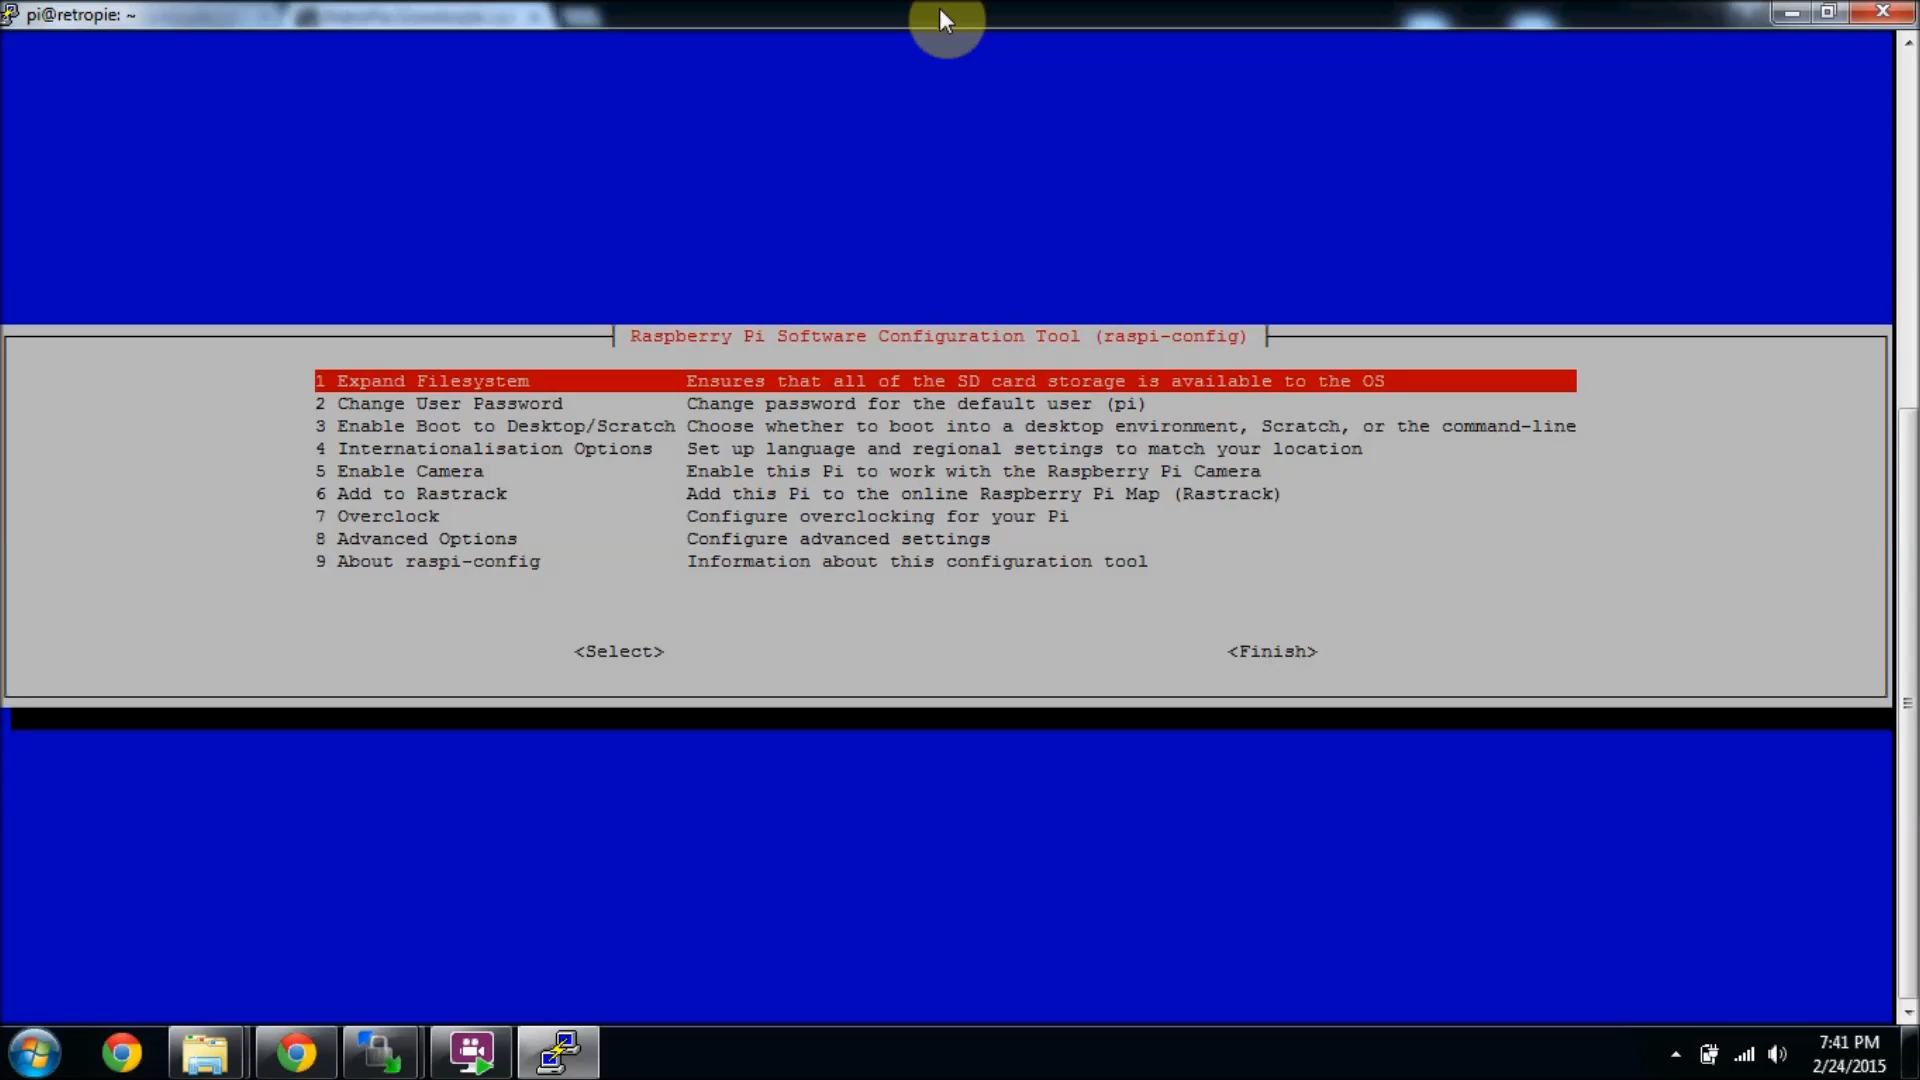 pi@retropie: ~
Raspberry Pi Software Configuration Tool (raspi-config)
1 Expand Filesystem Ensures that all of the SD card storage is available to the OS
2 Change User Password Change password for the default user (pi)
3 Enable Boot to Desktop/Scratch Choose whether to boot into a desktop environment, Scratch, or the command-line
4 Internationalisation Options Set up language and regional settings to match your location
5 Enable Camera Enable this Pi to work with the Raspberry Pi Camera
6 Add to Rastrack Add this Pi to the online Raspberry Pi Map (Rastrack)
7 Overclock Configure overclocking for your Pi
8 Advanced Options Configure advanced settings
9 About raspi-config Information about this configuration tool
<Select> <Finish>
7:41 PM
2/24/2015